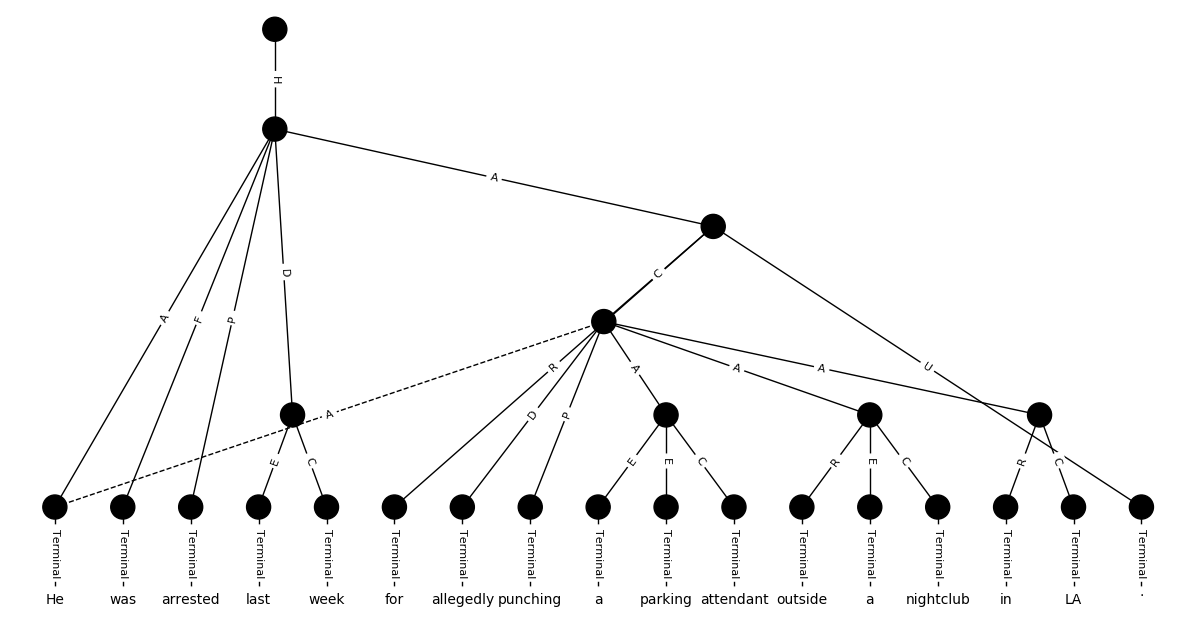 H
A
A F P D
C
A
R D P A A A U
E C
E E C
R E C
R C
Terminal Terminal Terminal Terminal Terminal Terminal Terminal Terminal Terminal Terminal Terminal Terminal Terminal Terminal Terminal Terminal Terminal
He was arrested last week for allegedly punching a parking attendant outside a nightclub in LA .